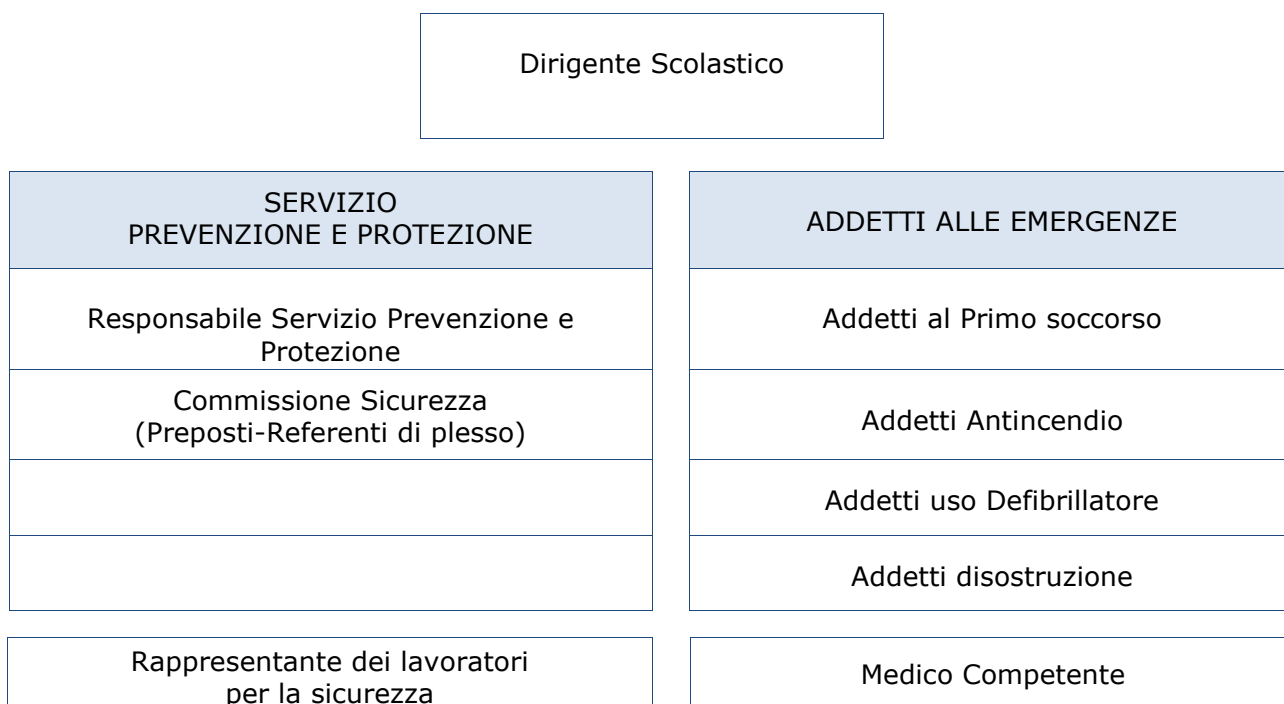 Dirigente Scolastico
SERVIZIO
PREVENZIONE E PROTEZIONE
Responsabile Servizio Prevenzione e
Protezione
Commissione Sicurezza
(Preposti-Referenti di plesso)
ADDETTI ALLE EMERGENZE
Addetti al Primo soccorso
Addetti Antincendio
Addetti uso Defibrillatore
Addetti disostruzione
Rappresentante dei lavoratori
per la sicurezza
Medico Competente